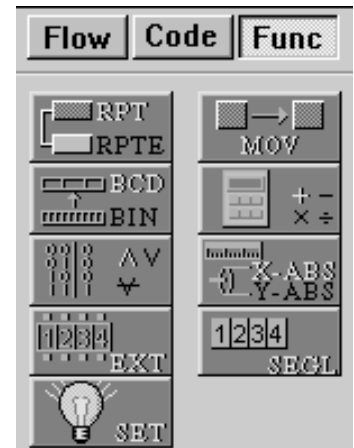 Flow Code Func
RPT
RPTE
MOV
BCD
BIN
+ −
× ÷
∧ ∨
∀
X-ABS
Y-ABS
1234
EXT
1234
SEGL
SET